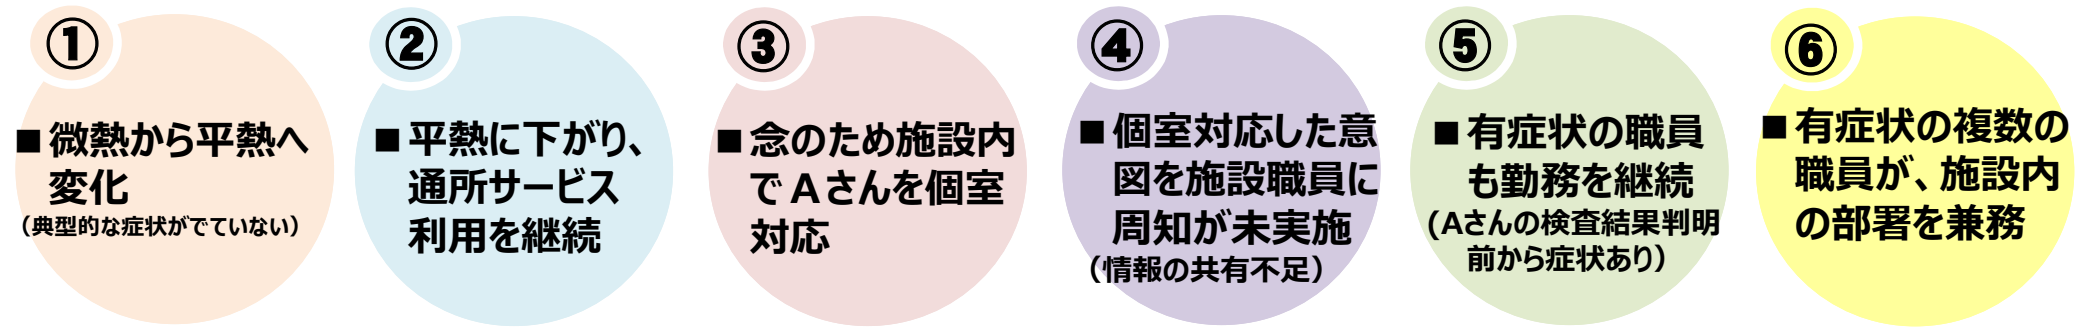 ①
■ 微熱から平熱へ
変化
（典型的な症状がでていない）
②
■ 平熱に下がり、
通所サービス
利用を継続
③
■ 念のため施設内
でAさんを個室
対応
④
■ 個室対応した意
図を施設職員に
周知が未実施
（情報の共有不足）
⑤
■ 有症状の職員
も勤務を継続
(Aさんの検査結果判明
前から症状あり）
⑥
■ 有症状の複数の
職員が、施設内
の部署を兼務